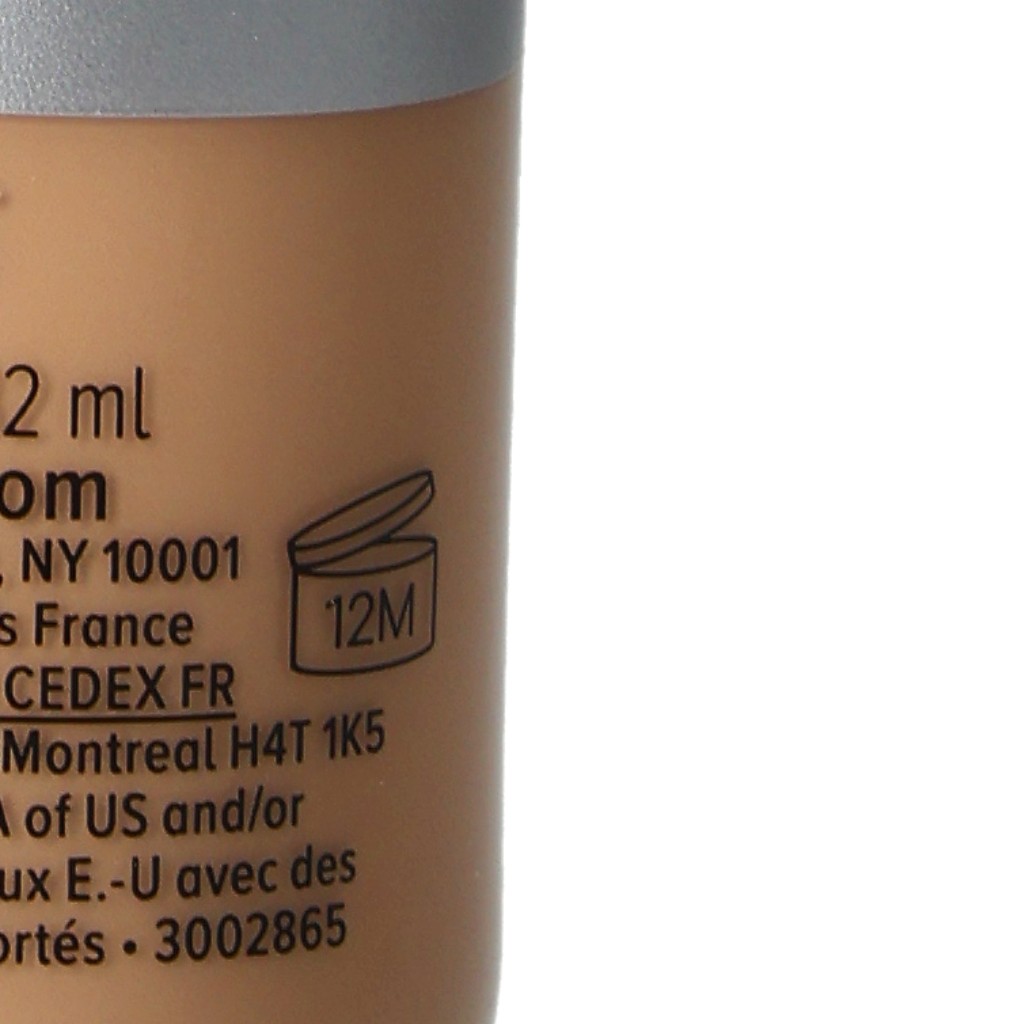 2 ml
om
, NY 10001
12M
s France
CEDEX FR
Montreal H4T 1K5
A of US and/or
ux E.-U avec des
ortés • 3002865